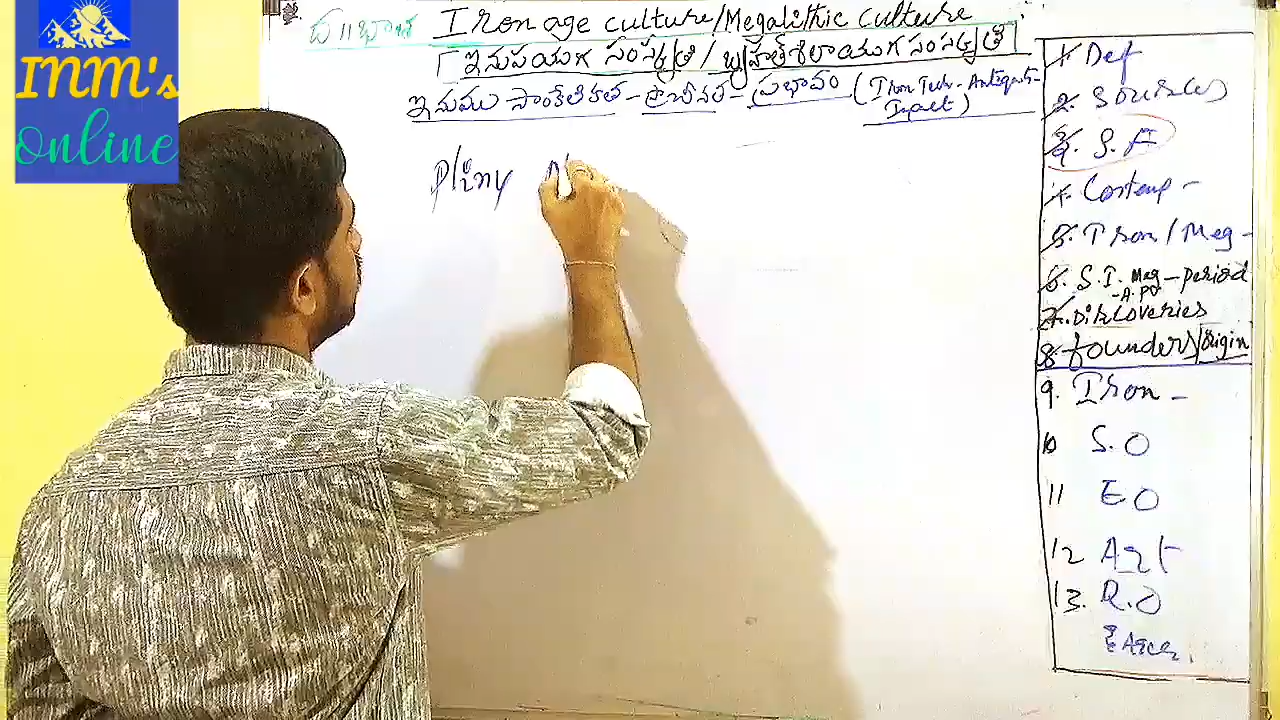 INM's
online
ద॥భాశ Iron age culture/Megalithic culture
ఇనుపయుగ సంస్కృతి / బృహత్‌శిలాయుగ సంస్కృతి
ఇనుము సాంకేతికత - ప్రాచీనత - ప్రభావం (Iron Tech - Antiquit-
Impact)
Pliny N
1. Def
2. Sources
3. S.F
4. Contemp -
5. Iron / Meg -
6. S.I. Meg - period
- A.P
7. Discoveries
8. founders/origin
9. Iron -
10 S.O
11 E.O
12 Art
13. R.O